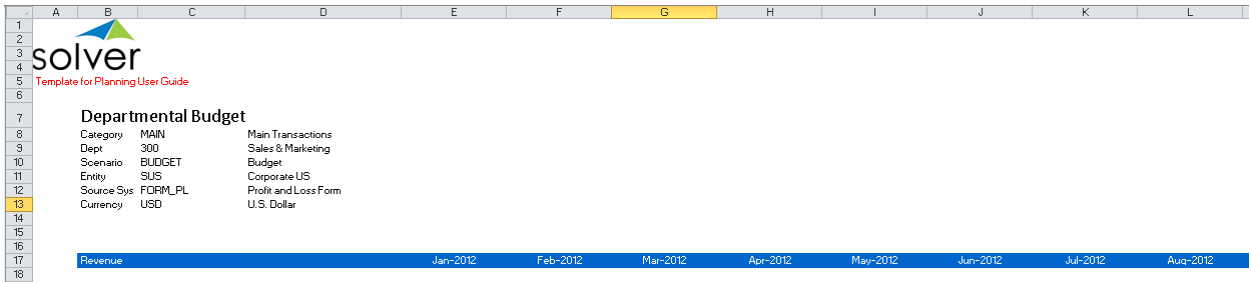 A B C D E F G H I J K L
1
2
3 solver
4
5 Template for Planning User Guide
6
7 Departmental Budget
8 Category MAIN Main Transactions
9 Dept 300 Sales & Marketing
10 Scenario BUDGET Budget
11 Entity SUS Corporate US
12 Source Sys FORM_PL Profit and Loss Form
13 Currency USD U.S. Dollar
14
15
16
17 Revenue Jan-2012 Feb-2012 Mar-2012 Apr-2012 May-2012 Jun-2012 Jul-2012 Aug-2012
18